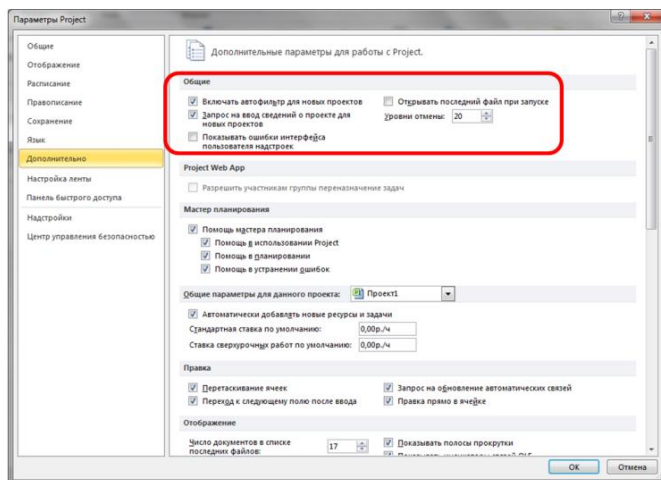 Параметры Project
Общие
Отображение
Расписание
Правописание
Сохранение
Язык
Дополнительно
Настройка ленты
Панель быстрого доступа
Надстройки
Центр управления безопасностью
Дополнительные параметры для работы с Project.
Общие
Включать автофильтр для новых проектов
Открывать последний файл при запуске
Запрос на ввод сведений о проекте для
новых проектов
Уровни отмены: 20
Показывать ошибки интерфейса
пользователя надстроек
Project Web App
Разрешить участникам группы переназначение задач
Мастер планирования
Помощь мастера планирования
Помощь в использовании Project
Помощь в планировании
Помощь в устранении ошибок
Общие параметры для данного проекта: Проект1
Автоматически добавлять новые ресурсы и задачи
Стандартная ставка по умолчанию: 0,00р./ч
Ставка сверхурочных работ по умолчанию: 0,00р./ч
Правка
Перетаскивание ячеек
Запрос на обновление автоматических связей
Переход к следующему полю после ввода
Правка прямо в ячейке
Отображение
Число документов в списке
последних файлов: 17
Показывать полосы прокрутки
OK
Отмена